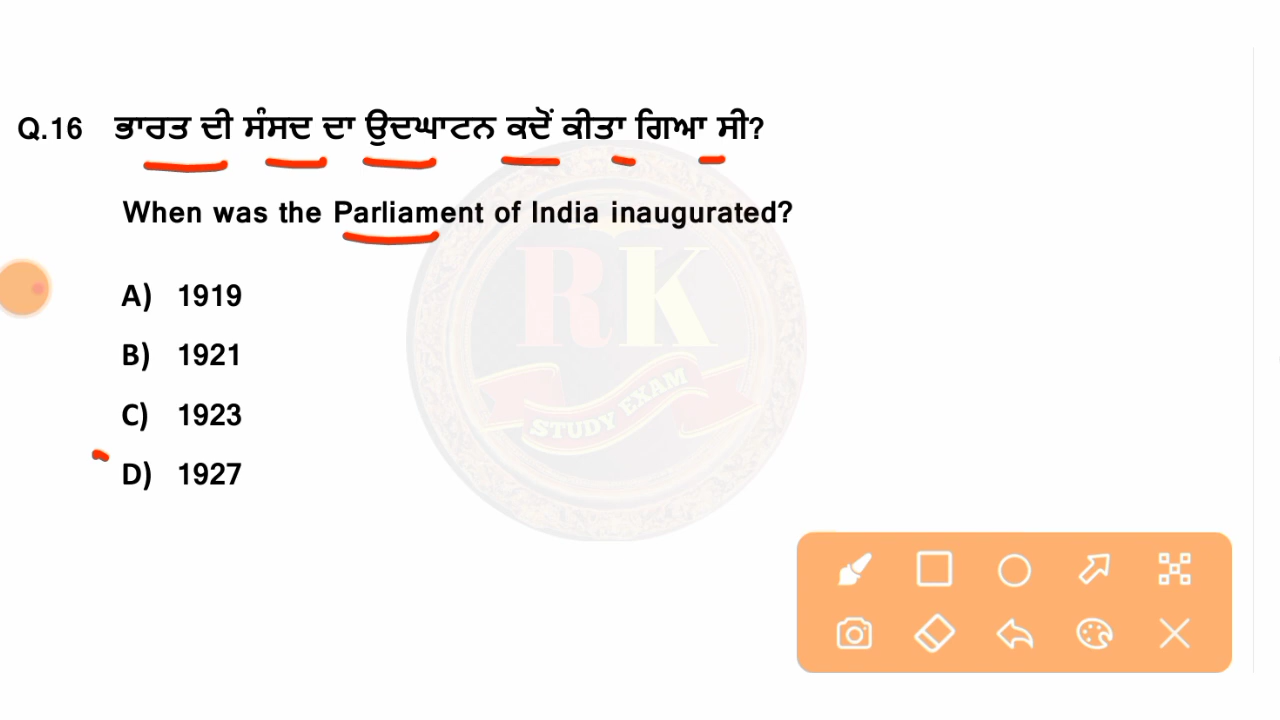 Q.16 ਭਾਰਤ ਦੀ ਸੰਸਦ ਦਾ ਉਦਘਾਟਨ ਕਦੋਂ ਕੀਤਾ ਗਿਆ ਸੀ?
When was the Parliament of India inaugurated?
A) 1919
B) 1921
C) 1923
D) 1927
RK
STUDY EXAM